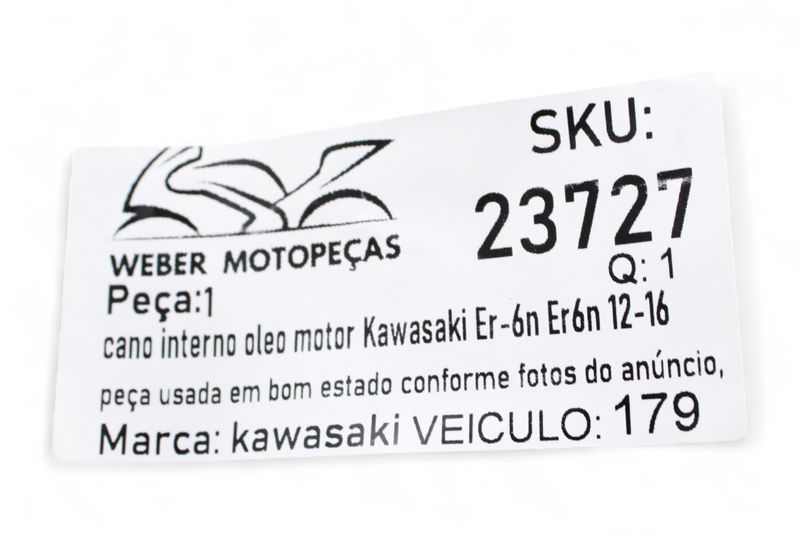 WEBER MOTOPEÇAS
SKU:
23727
Q: 1
Peça:1
cano interno oleo motor Kawasaki Er-6n Er6n 12-16
peça usada em bom estado conforme fotos do anúncio,
Marca: kawasaki VEICULO: 179